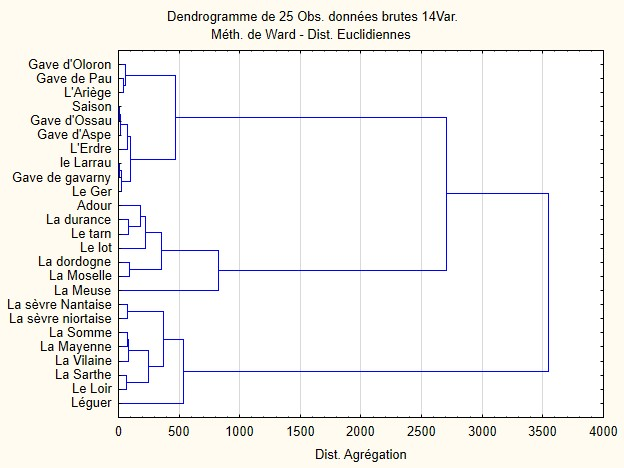 Dendrogramme de 25 Obs. données brutes 14Var.
Méth. de Ward - Dist. Euclidiennes
Gave d'Oloron
Gave de Pau
L'Ariège
Saison
Gave d'Ossau
Gave d'Aspe
L'Erdre
le Larrau
Gave de gavarny
Le Ger
Adour
La durance
Le tarn
Le lot
La dordogne
La Moselle
La Meuse
La sèvre Nantaise
La sèvre niortaise
La Somme
La Mayenne
La Vilaine
La Sarthe
Le Loir
Léguer
0 500 1000 1500 2000 2500 3000 3500 4000
Dist. Agrégation